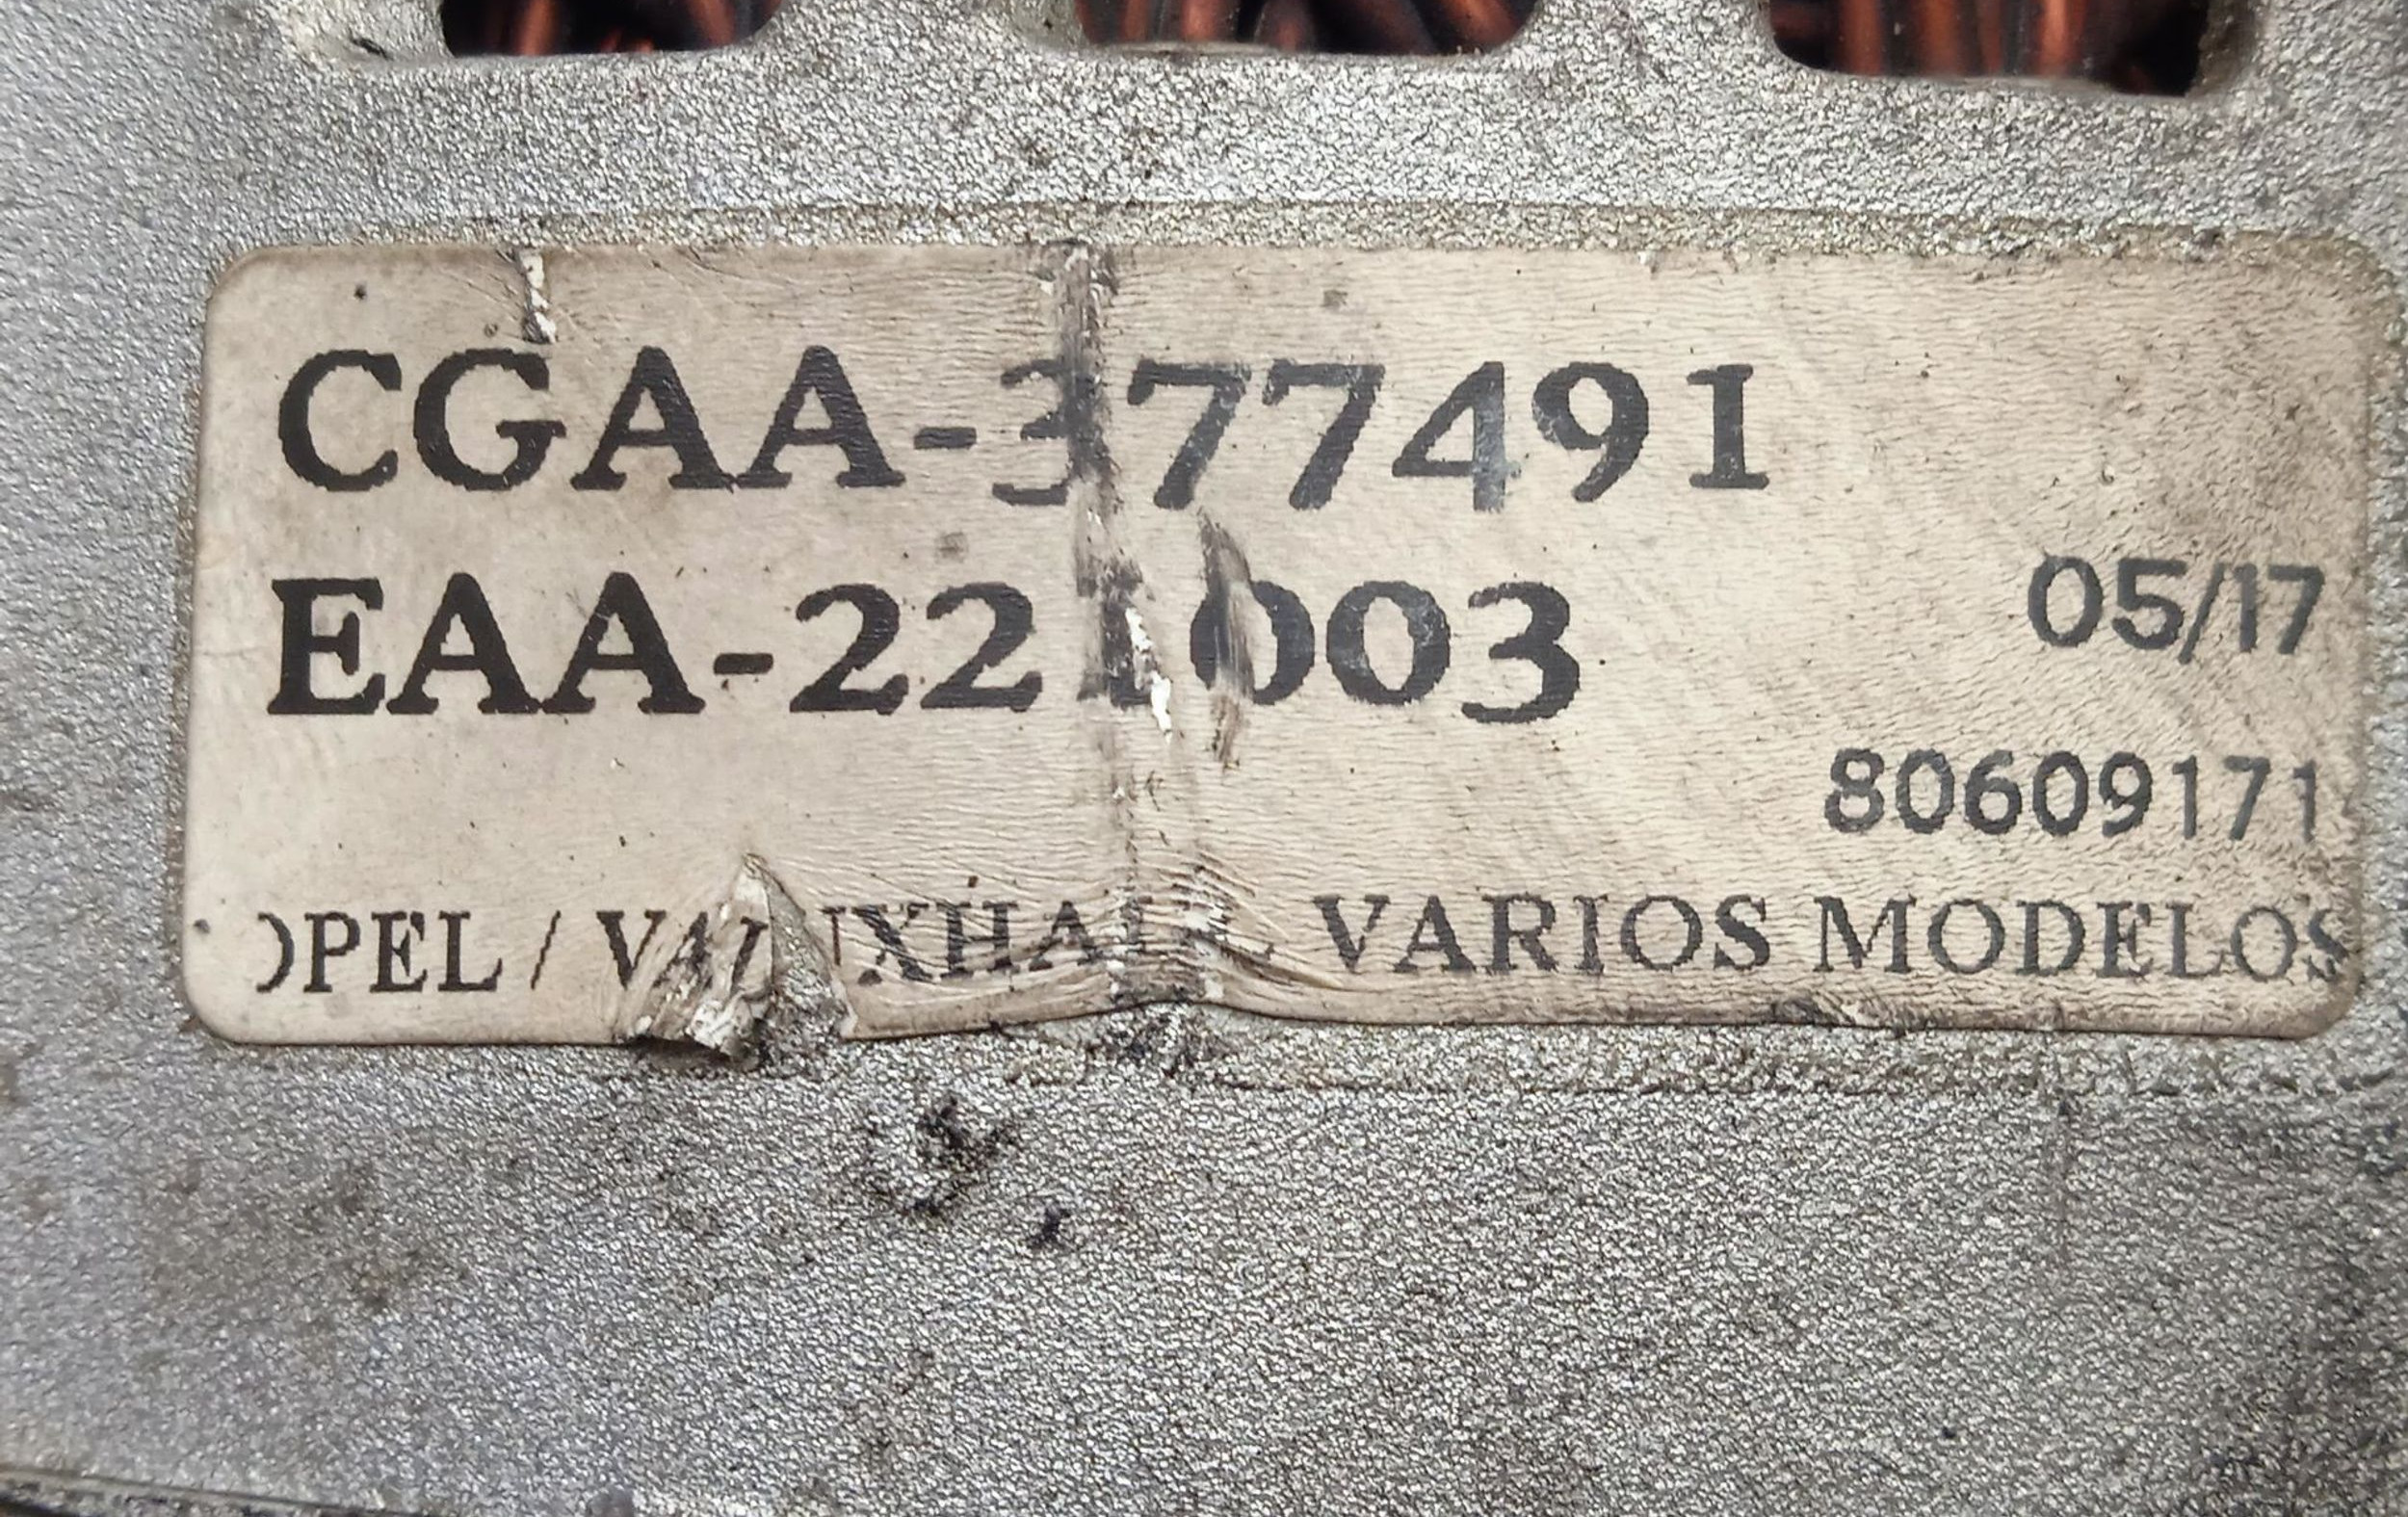 CGAA-377491
EAA-221003
05/17
80609171
OPEL / VAUXHALL VARIOS MODELOS